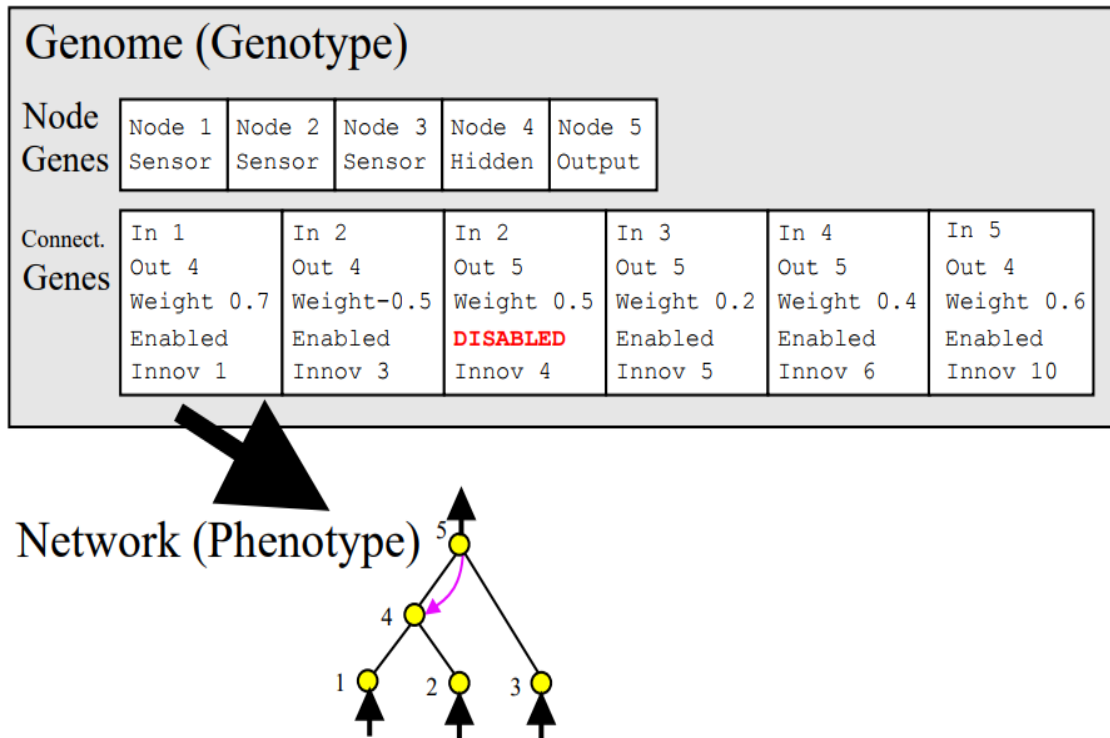 Genome (Genotype)
Node
Genes
Node 1 Node 2 Node 3 Node 4 Node 5
Sensor Sensor Sensor Hidden Output
Connect.
Genes
In 1 In 2 In 2 In 3 In 4 In 5
Out 4 Out 4 Out 5 Out 5 Out 5 Out 4
Weight 0.7 Weight-0.5 Weight 0.5 Weight 0.2 Weight 0.4 Weight 0.6
Enabled Enabled DISABLED Enabled Enabled Enabled
Innov 1 Innov 3 Innov 4 Innov 5 Innov 6 Innov 10
Network (Phenotype)
5
4
1 2 3